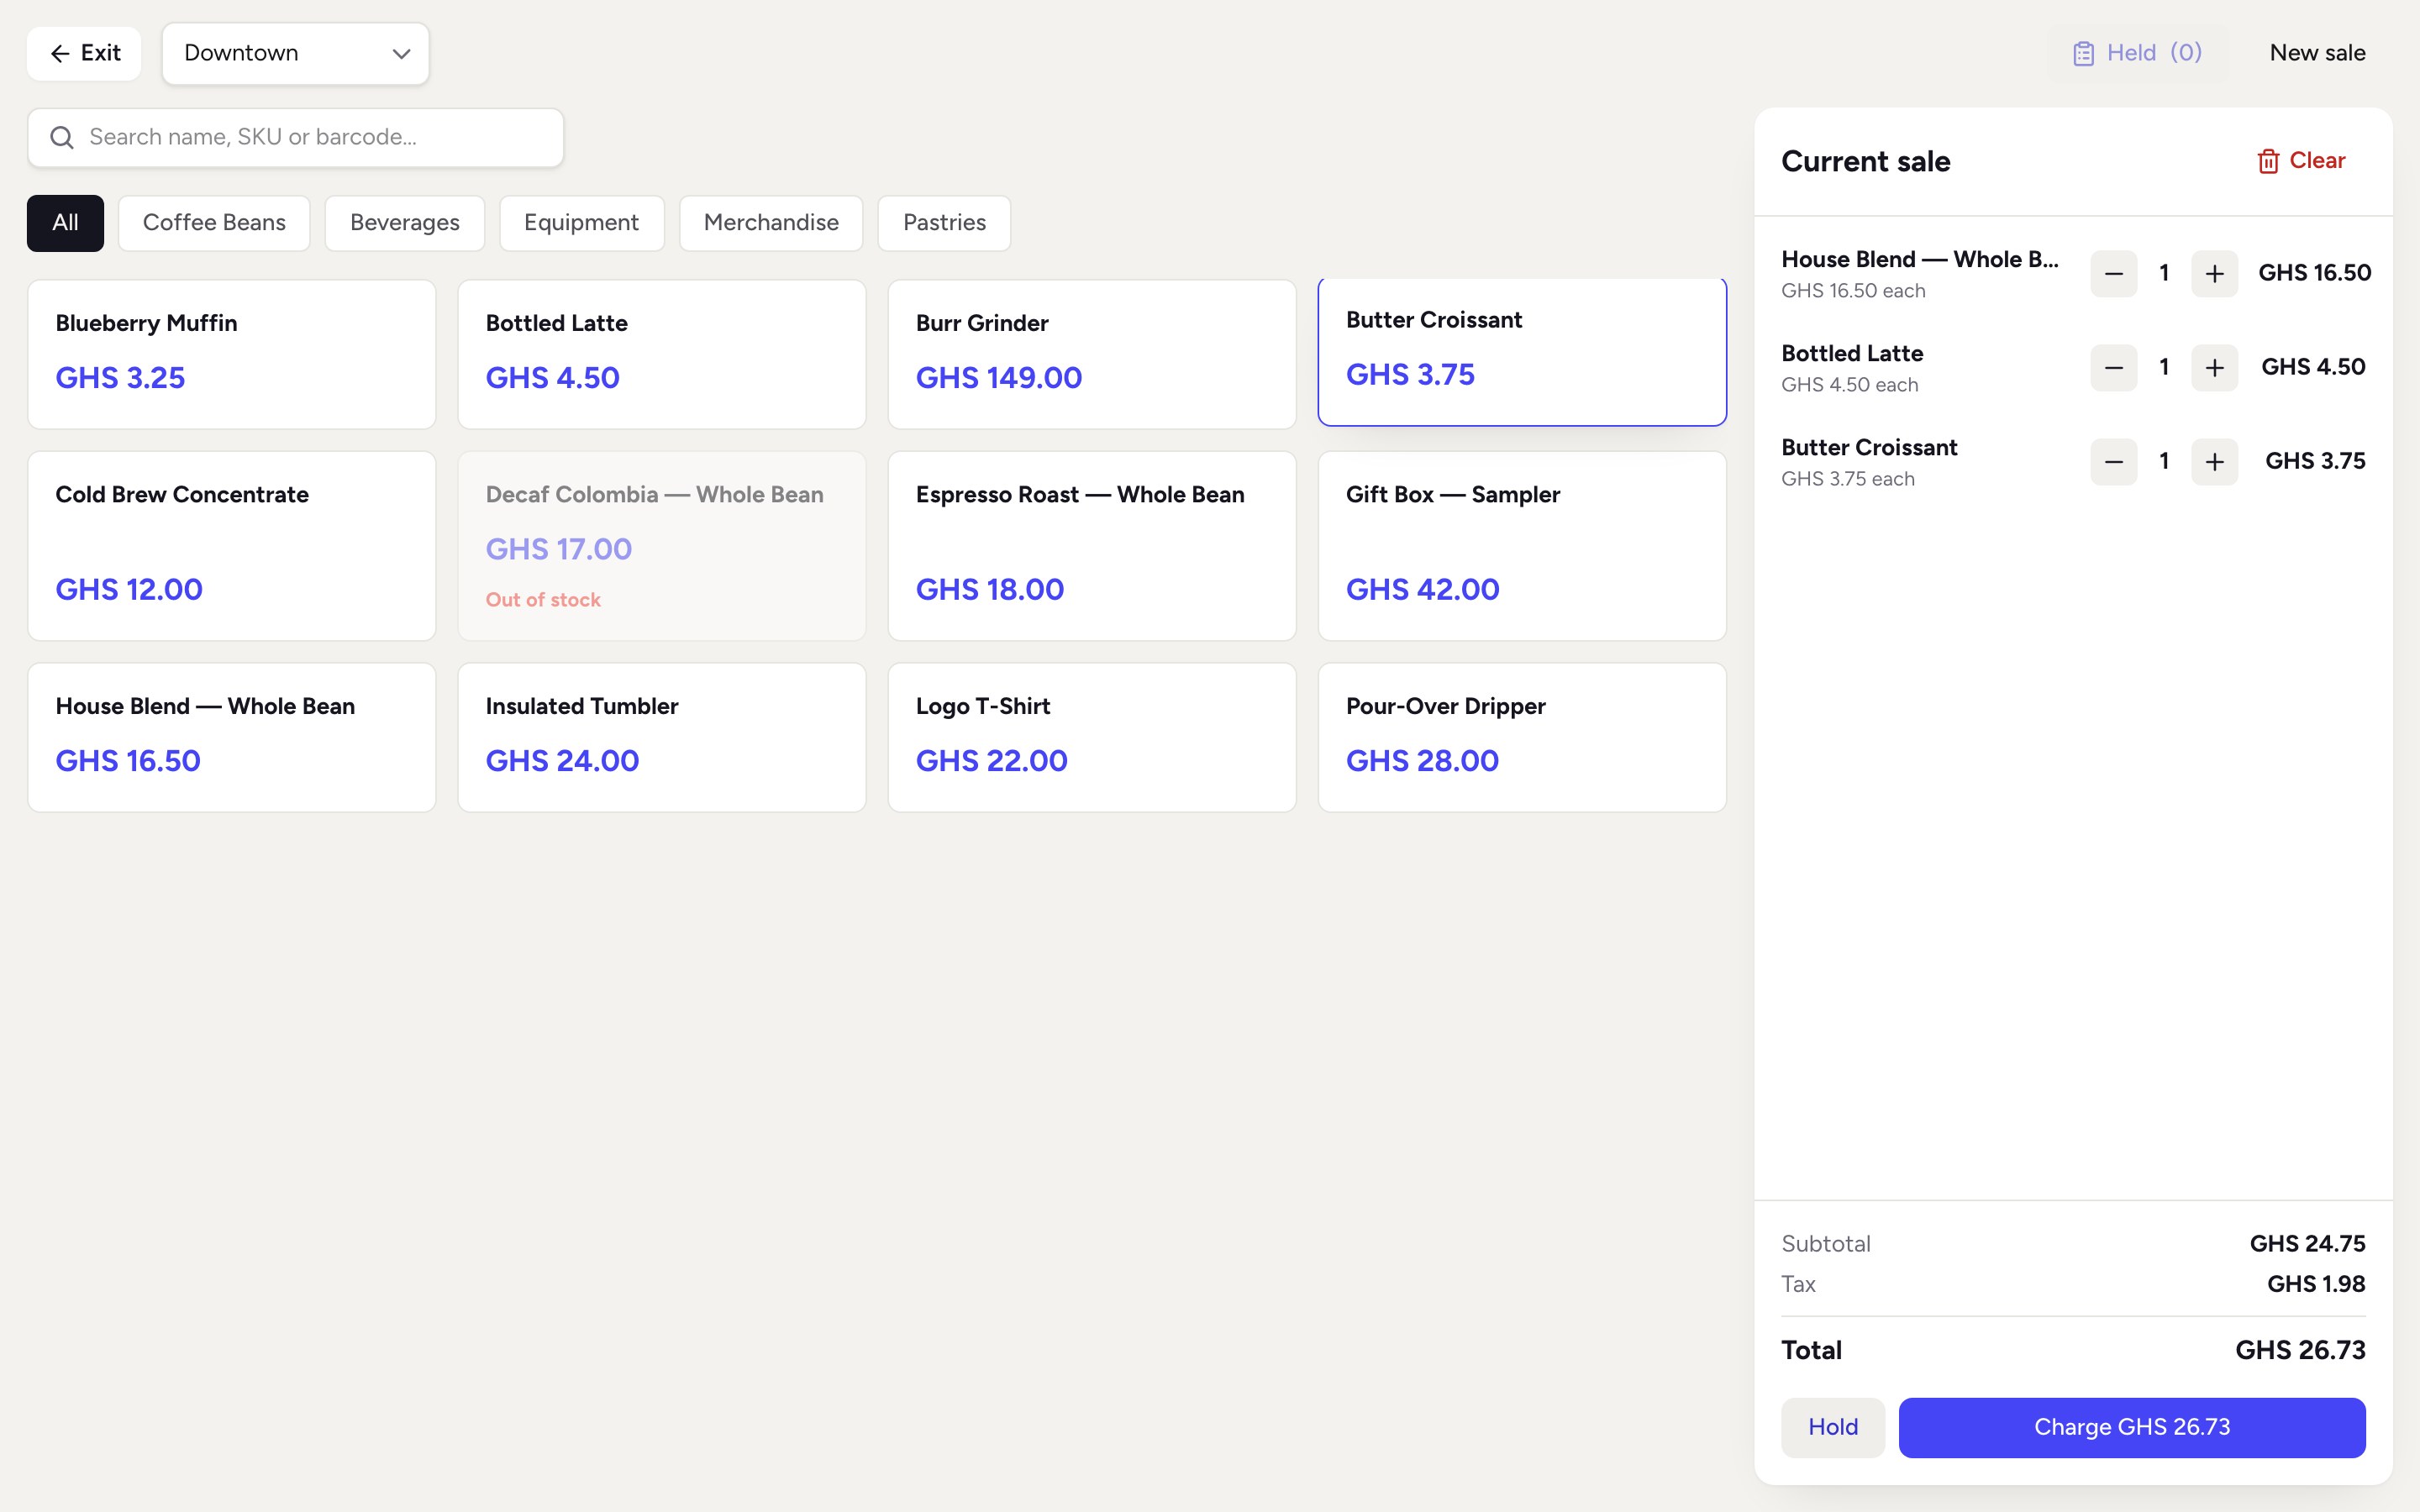 Exit
Downtown
Held (0)
New sale
Search name, SKU or barcode...
All
Coffee Beans
Beverages
Equipment
Merchandise
Pastries
Blueberry Muffin
GHS 3.25
Bottled Latte
GHS 4.50
Burr Grinder
GHS 149.00
Butter Croissant
GHS 3.75
Cold Brew Concentrate
GHS 12.00
Decaf Colombia — Whole Bean
GHS 17.00
Out of stock
Espresso Roast — Whole Bean
GHS 18.00
Gift Box — Sampler
GHS 42.00
House Blend — Whole Bean
GHS 16.50
Insulated Tumbler
GHS 24.00
Logo T-Shirt
GHS 22.00
Pour-Over Dripper
GHS 28.00
Current sale
Clear
House Blend — Whole B...
GHS 16.50 each
1
GHS 16.50
Bottled Latte
GHS 4.50 each
1
GHS 4.50
Butter Croissant
GHS 3.75 each
1
GHS 3.75
Subtotal
GHS 24.75
Tax
GHS 1.98
Total
GHS 26.73
Hold
Charge GHS 26.73